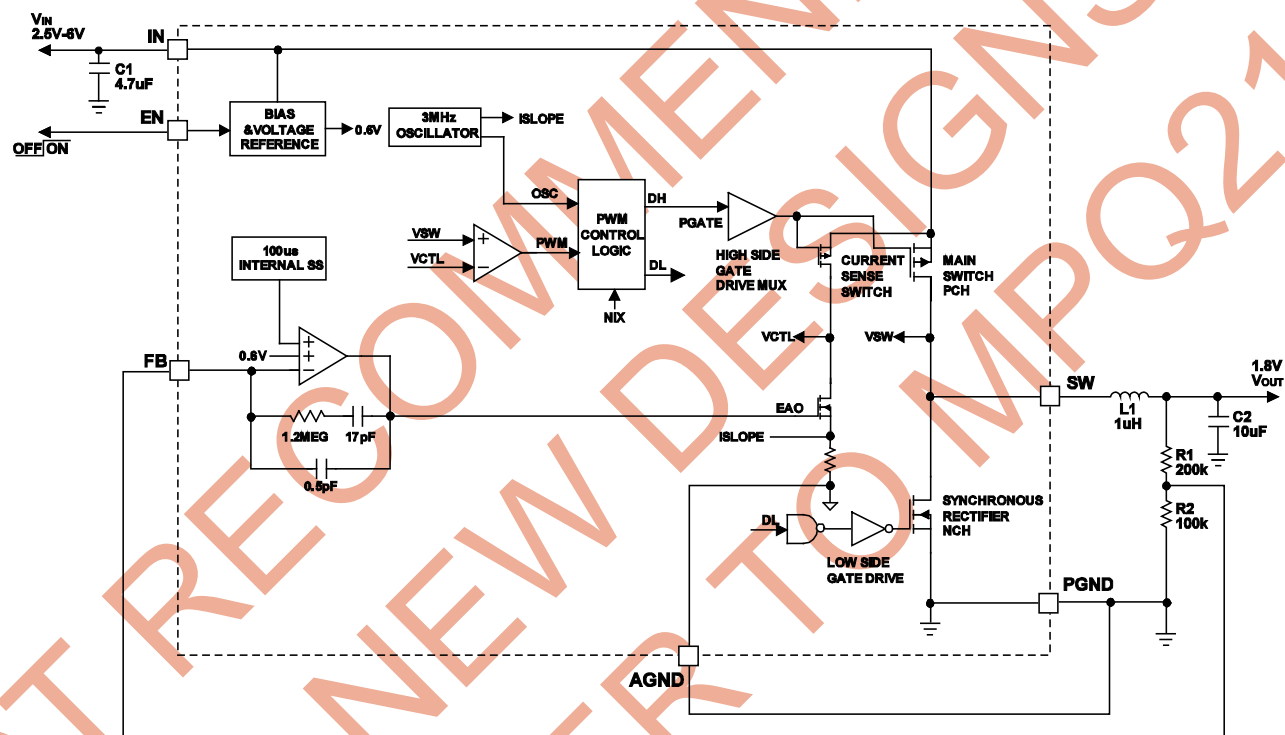 VIN
2.5V-6V
IN
C1
4.7uF
EN
OFF ON
BIAS
&VOLTAGE
REFERENCE
0.6V
3MHz
OSCILLATOR
ISLOPE
OSC
VSW
VCTL
+
−
PWM
PWM
CONTROL
LOGIC
DH
DL
NIX
PGATE
HIGH SIDE
GATE
DRIVE MUX
CURRENT
SENSE
SWITCH
MAIN
SWITCH
PCH
100us
INTERNAL SS
VCTL
VSW
FB
0.6V
+
+
−
1.2MEG
17pF
0.5pF
EAO
ISLOPE
SW
L1
1uH
1.8V
VOUT
C2
10uF
R1
200k
R2
100k
DL
LOW SIDE
GATE DRIVE
SYNCHRONOUS
RECTIFIER
NCH
PGND
AGND
T RECOMMEN
NEW DESIGNS
ER TO MPQ21